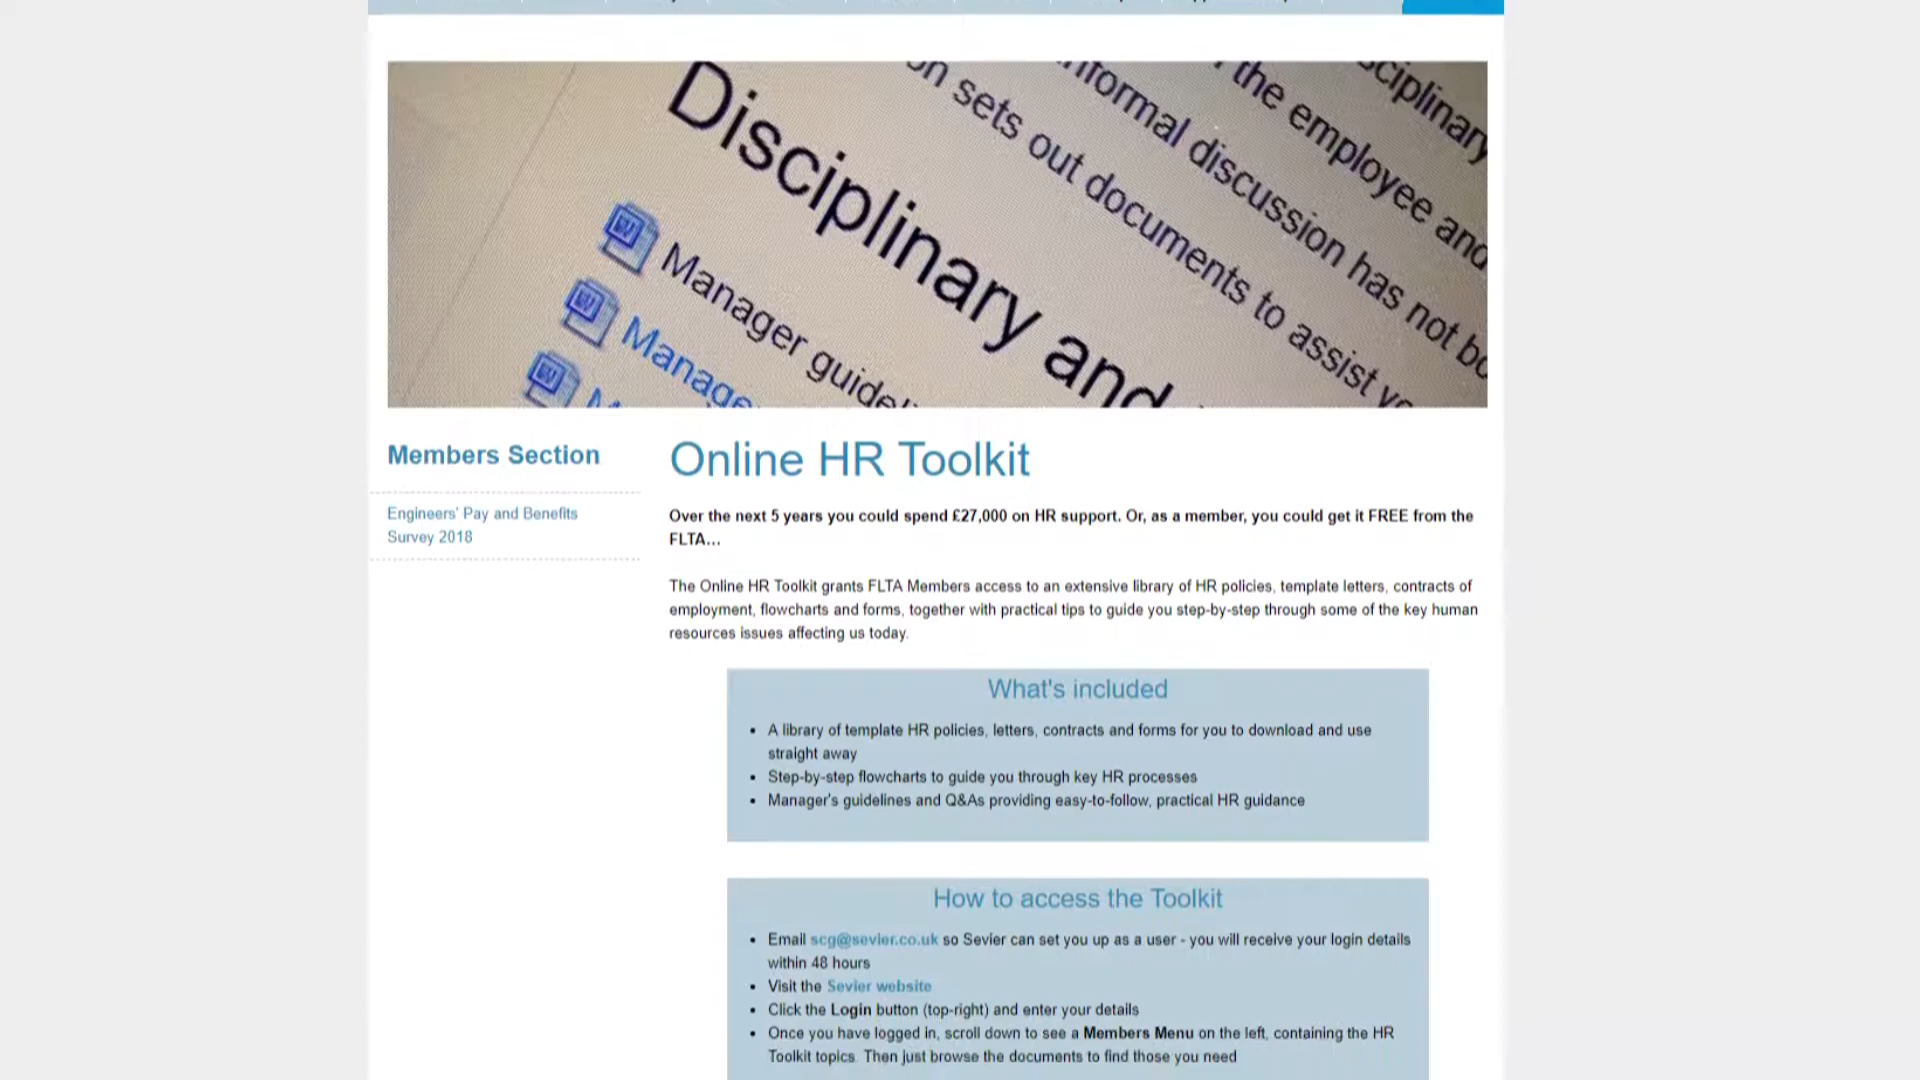 Disciplinary and
on sets out documents to assist
informal discussion has not
the employee and
Disciplinary
Manager
Members Section
Engineers' Pay and Benefits
Survey 2018
Online HR Toolkit
Over the next 5 years you could spend £27,000 on HR support. Or, as a member, you could get it FREE from the
FLTA...
The Online HR Toolkit grants FLTA Members access to an extensive library of HR policies, template letters, contracts of
employment, flowcharts and forms, together with practical tips to guide you step-by-step through some of the key human
resources issues affecting us today.
What's included
• A library of template HR policies, letters, contracts and forms for you to download and use
straight away
• Step-by-step flowcharts to guide you through key HR processes
• Manager's guidelines and Q&As providing easy-to-follow, practical HR guidance
How to access the Toolkit
• Email scg@sevier.co.uk so Sevier can set you up as a user - you will receive your login details
within 48 hours
• Visit the Sevier website
• Click the Login button (top-right) and enter your details
• Once you have logged in, scroll down to see a Members Menu on the left, containing the HR
Toolkit topics. Then just browse the documents to find those you need